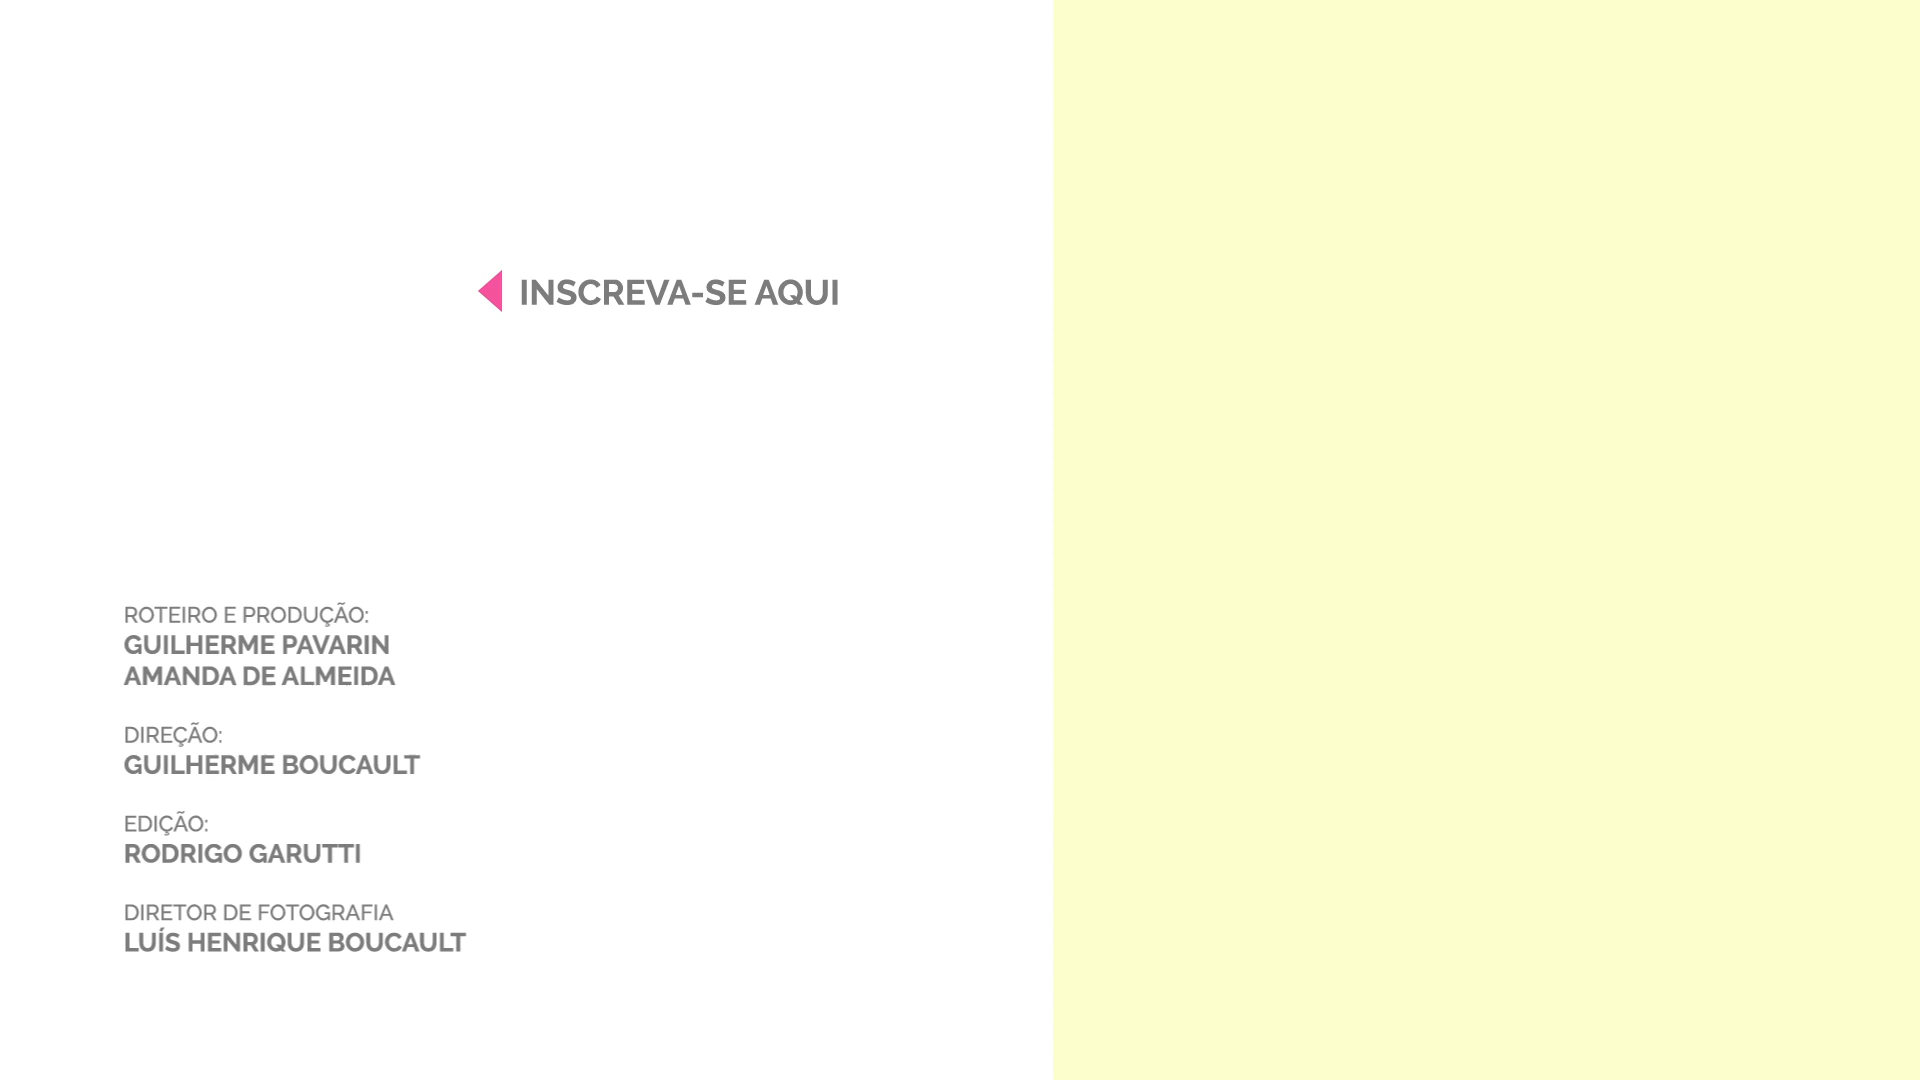 INSCREVA-SE AQUI
ROTEIRO E PRODUÇÃO:
GUILHERME PAVARIN
AMANDA DE ALMEIDA
DIREÇÃO:
GUILHERME BOUCAULT
EDIÇÃO:
RODRIGO GARUTTI
DIRETOR DE FOTOGRAFIA
LUÍS HENRIQUE BOUCAULT